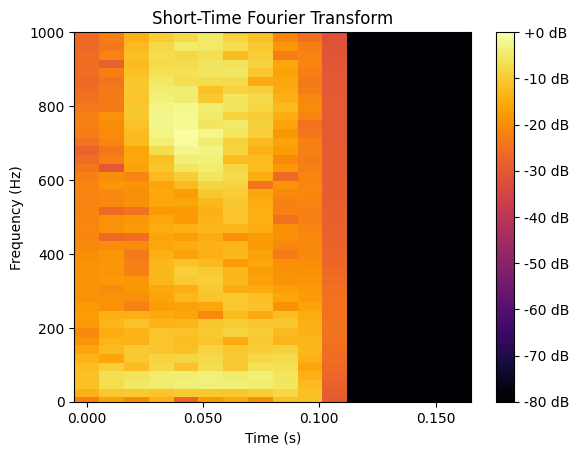 Short-Time Fourier Transform
Frequency (Hz)
1000
800
600
400
200
0
0.000
0.050
0.100
0.150
Time (s)
+0 dB
-10 dB
-20 dB
-30 dB
-40 dB
-50 dB
-60 dB
-70 dB
-80 dB